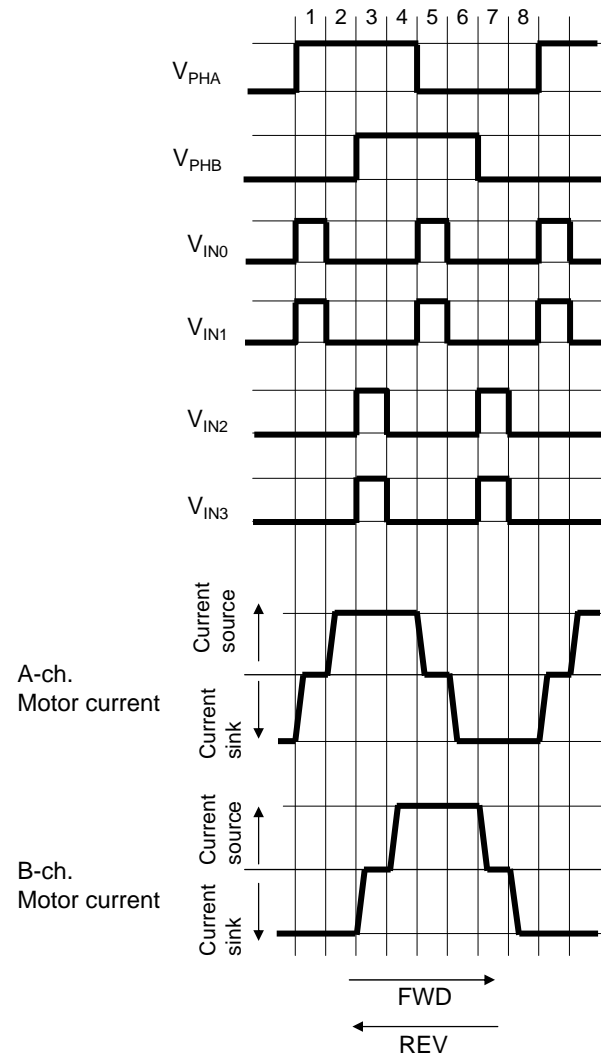 1 2 3 4 5 6 7 8
VPHA
VPHB
VIN0
VIN1
VIN2
VIN3
Current
source
A-ch.
Motor current
Current
sink
Current
source
B-ch.
Motor current
Current
sink
FWD
REV